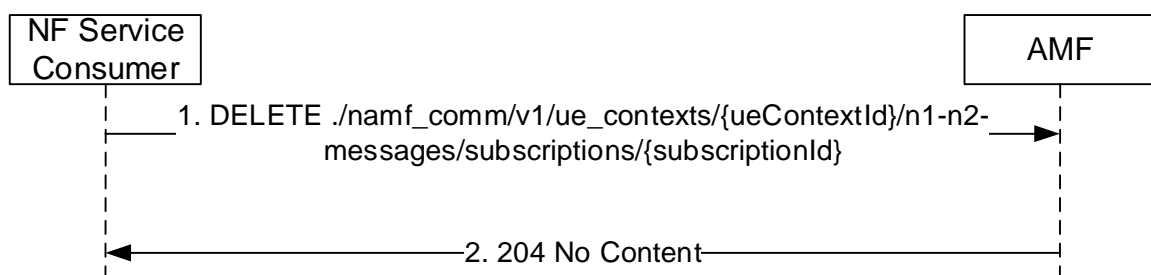 NF Service
Consumer
AMF
1. DELETE ./namf_comm/v1/ue_contexts/{ueContextId}/n1-n2-
messages/subscriptions/{subscriptionId}
2. 204 No Content